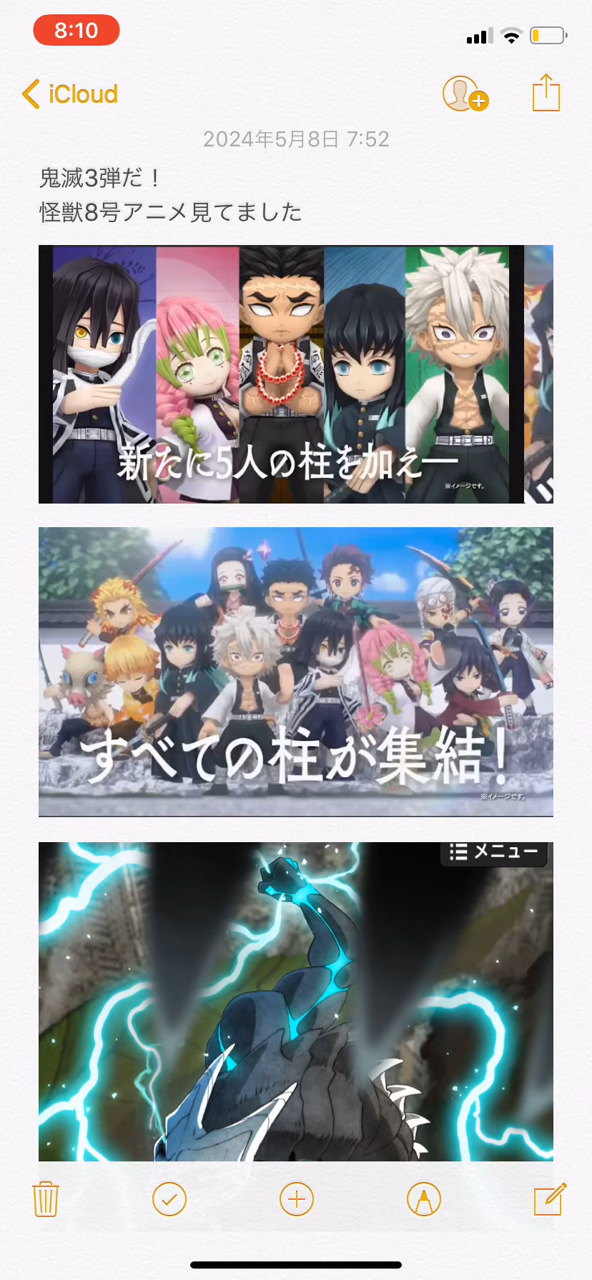 8:10
iCloud
2024年5月8日 7:52
鬼滅3弾だ！
怪獣8号アニメ見てました
新たに5人の柱を加え━
※イメージです。
すべての柱が集結！
※イメージです。
メニュー